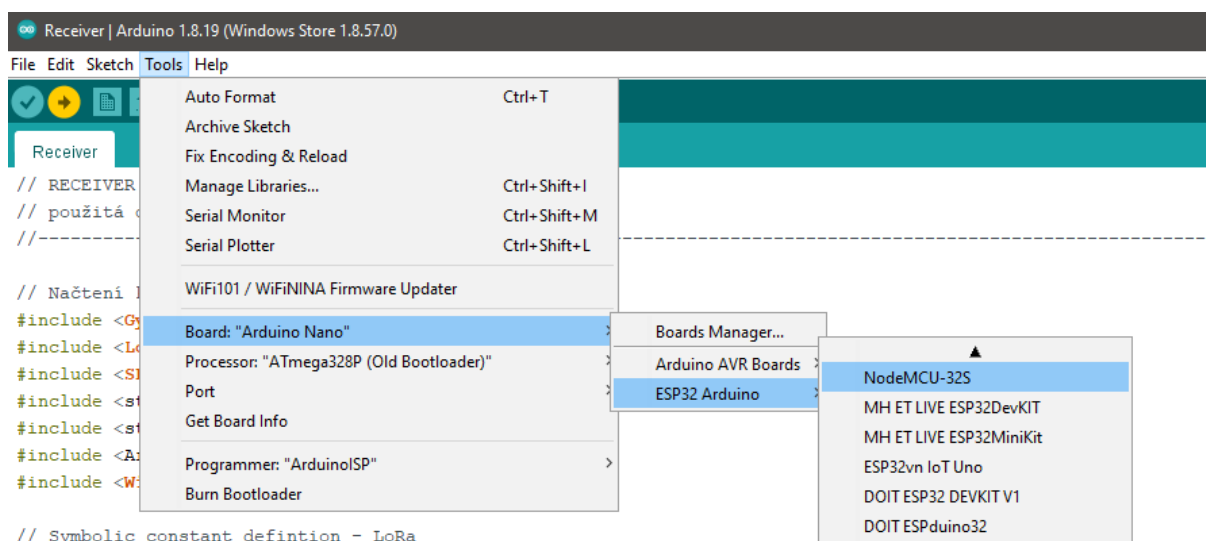 Receiver | Arduino 1.8.19 (Windows Store 1.8.57.0)
File Edit Sketch Tools Help
Receiver
// RECEIVER
// použitá
//
// Načtení
#include
#include
#include
#include
#include
#include
#include
// Symbolic constant defintion - LoRa
Auto Format Ctrl+T
Archive Sketch
Fix Encoding & Reload
Manage Libraries... Ctrl+Shift+I
Serial Monitor Ctrl+Shift+M
Serial Plotter Ctrl+Shift+L
WiFi101 / WiFiNINA Firmware Updater
Board: "Arduino Nano"
Processor: "ATmega328P (Old Bootloader)"
Port
Get Board Info
Programmer: "ArduinoISP"
Burn Bootloader
Boards Manager...
Arduino AVR Boards
ESP32 Arduino
NodeMCU-32S
MH ET LIVE ESP32DevKIT
MH ET LIVE ESP32MiniKit
ESP32vn IoT Uno
DOIT ESP32 DEVKIT V1
DOIT ESPduino32